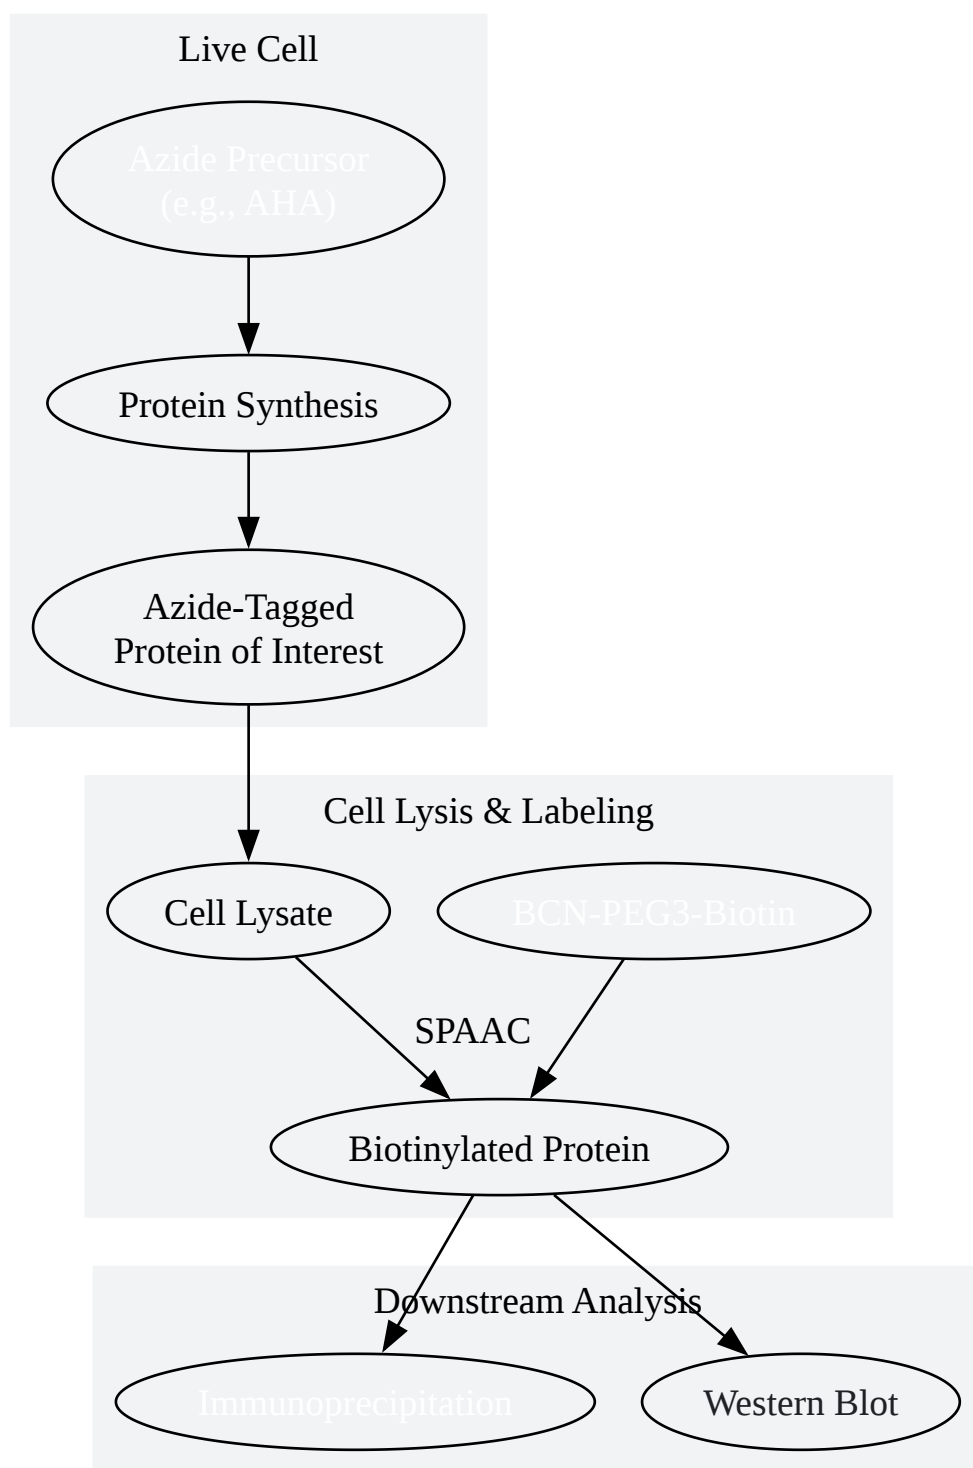 Live Cell
Azide Precursor
(e.g., AHA)
Protein Synthesis
Azide-Tagged
Protein of Interest
Cell Lysis & Labeling
Cell Lysate
BCN-PEG3-Biotin
SPAAC
Biotinylated Protein
Downstream Analysis
Immunoprecipitation
Western Blot